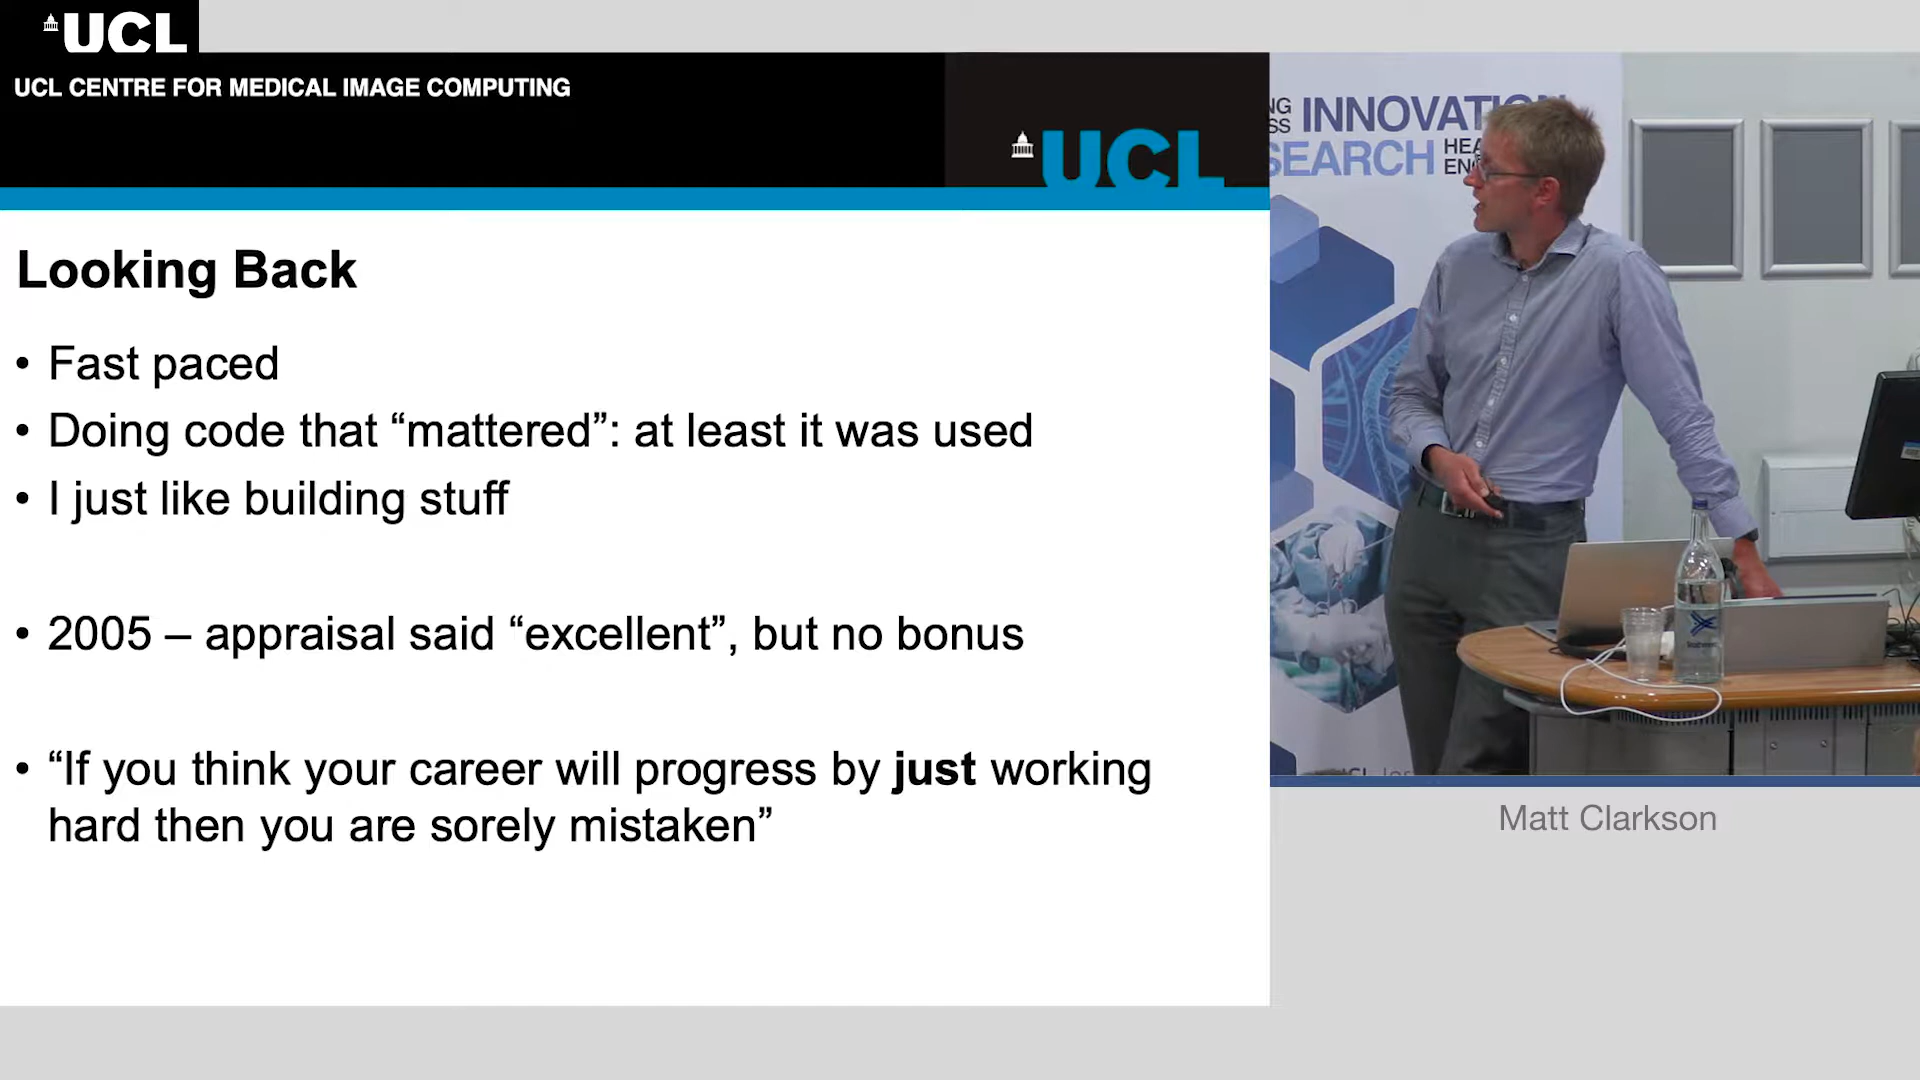 UCL
UCL CENTRE FOR MEDICAL IMAGE COMPUTING
UCL
Looking Back
• Fast paced
• Doing code that “mattered”: at least it was used
• I just like building stuff
• 2005 – appraisal said “excellent”, but no bonus
• “If you think your career will progress by just working
hard then you are sorely mistaken”
INNOVATION
SEARCH
Matt Clarkson